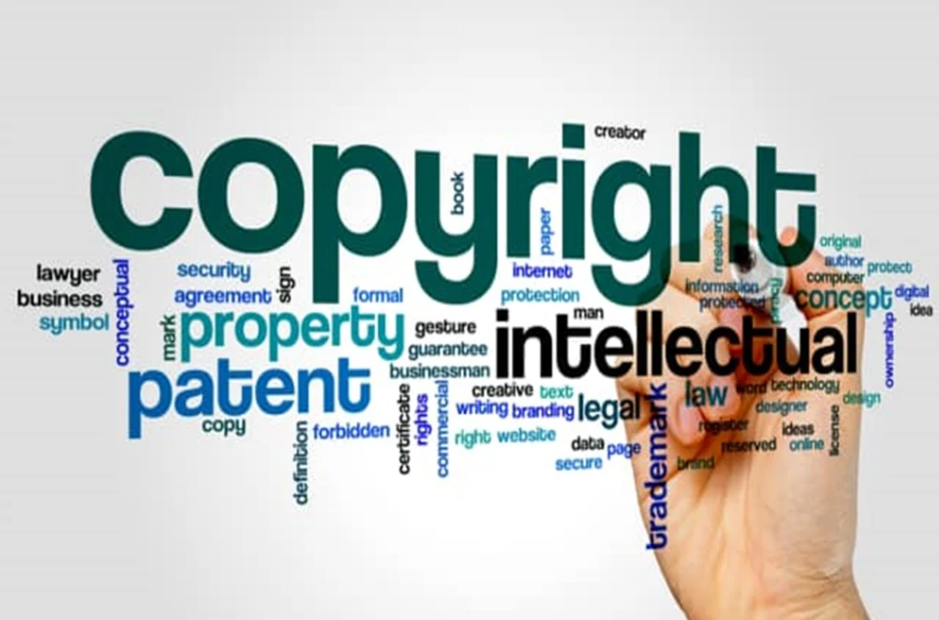 copyright
creator
book
paper
research
original
author
protect
lawyer
conceptual
security
sign
internet
computer
business
agreement
formal
protection
information
protected
concept
digital
idea
symbol
mark
property
gesture
man
intellectual
ownership
guarantee
patent
businessman
creative
text
law
word
technology
certificate
rights
commercial
writing
branding
legal
trademark
designer
design
copy
definition
forbidden
right
website
data
page
register
ideas
license
reserved
online
secure
brand